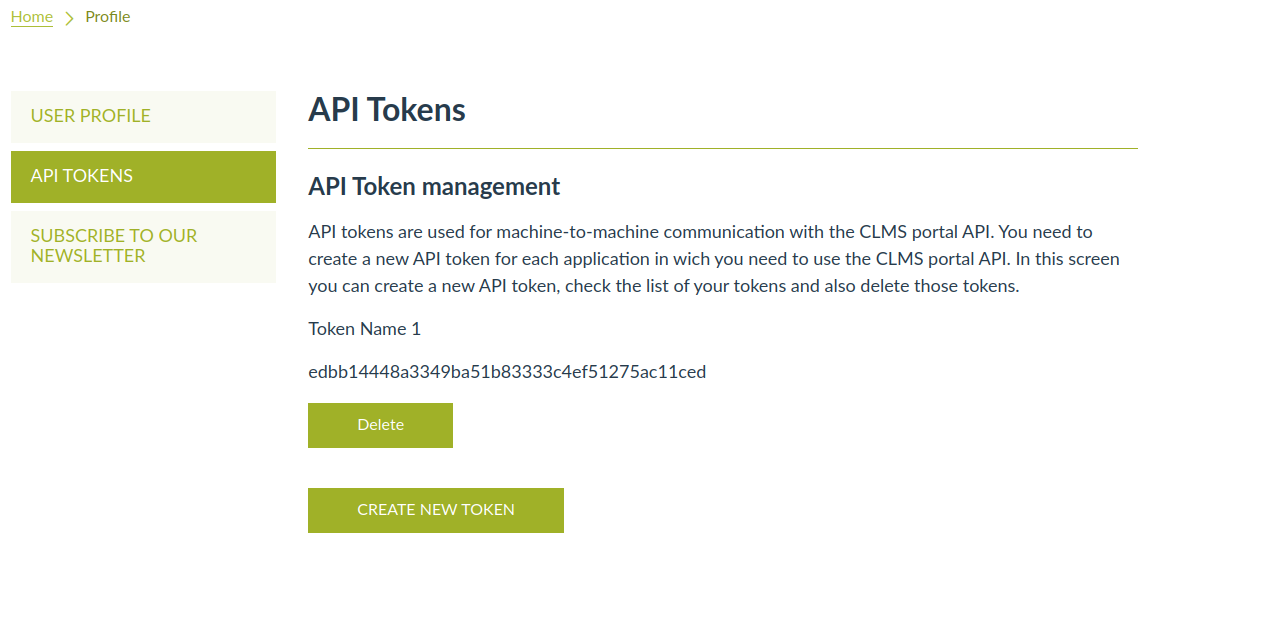 Home > Profile
USER PROFILE
API TOKENS
SUBSCRIBE TO OUR
NEWSLETTER
API Tokens
API Token management
API tokens are used for machine-to-machine communication with the CLMS portal API. You need to
create a new API token for each application in wich you need to use the CLMS portal API. In this screen
you can create a new API token, check the list of your tokens and also delete those tokens.
Token Name 1
edbb14448a3349ba51b83333c4ef51275ac11ced
Delete
CREATE NEW TOKEN